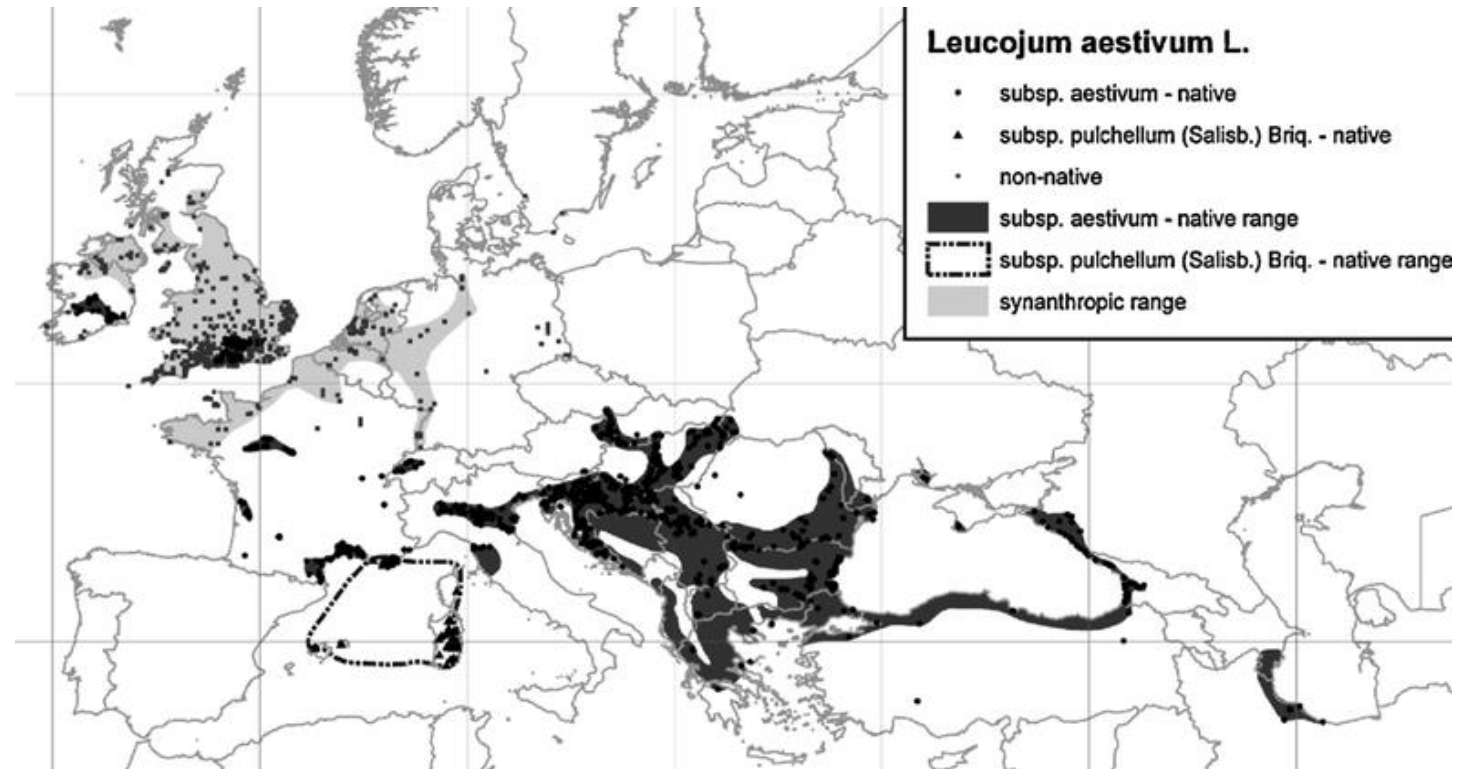 Leucojum aestivum L.
subsp. aestivum - native
subsp. pulchellum (Salisb.) Briq. - native
non-native
subsp. aestivum - native range
subsp. pulchellum (Salisb.) Briq. - native range
synanthropic range